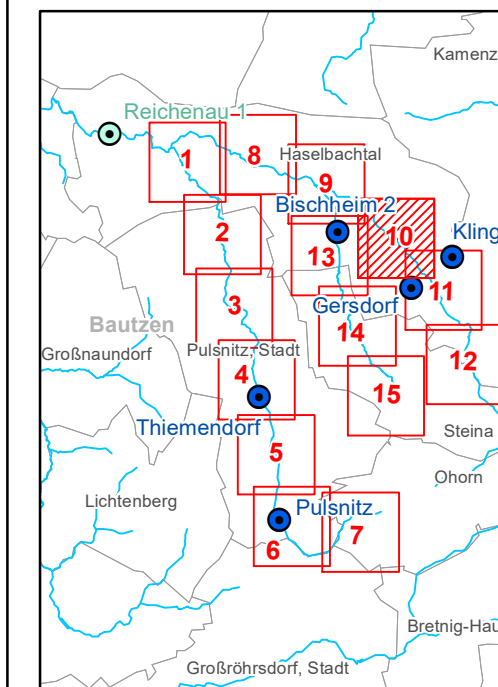 Kamenz
Reichenau 1
1
8
Haselbachtal
9
Bischheim 2
2
10
13
Kling
11
3
Gersdorf
Bautzen
14
Großnaundorf
Pulsnitz, Stadt
12
4
15
Thiemendorf
Steina
5
Ohorn
Lichtenberg
Pulsnitz
6
7
Bretnig-Hau
Großröhrsdorf, Stadt